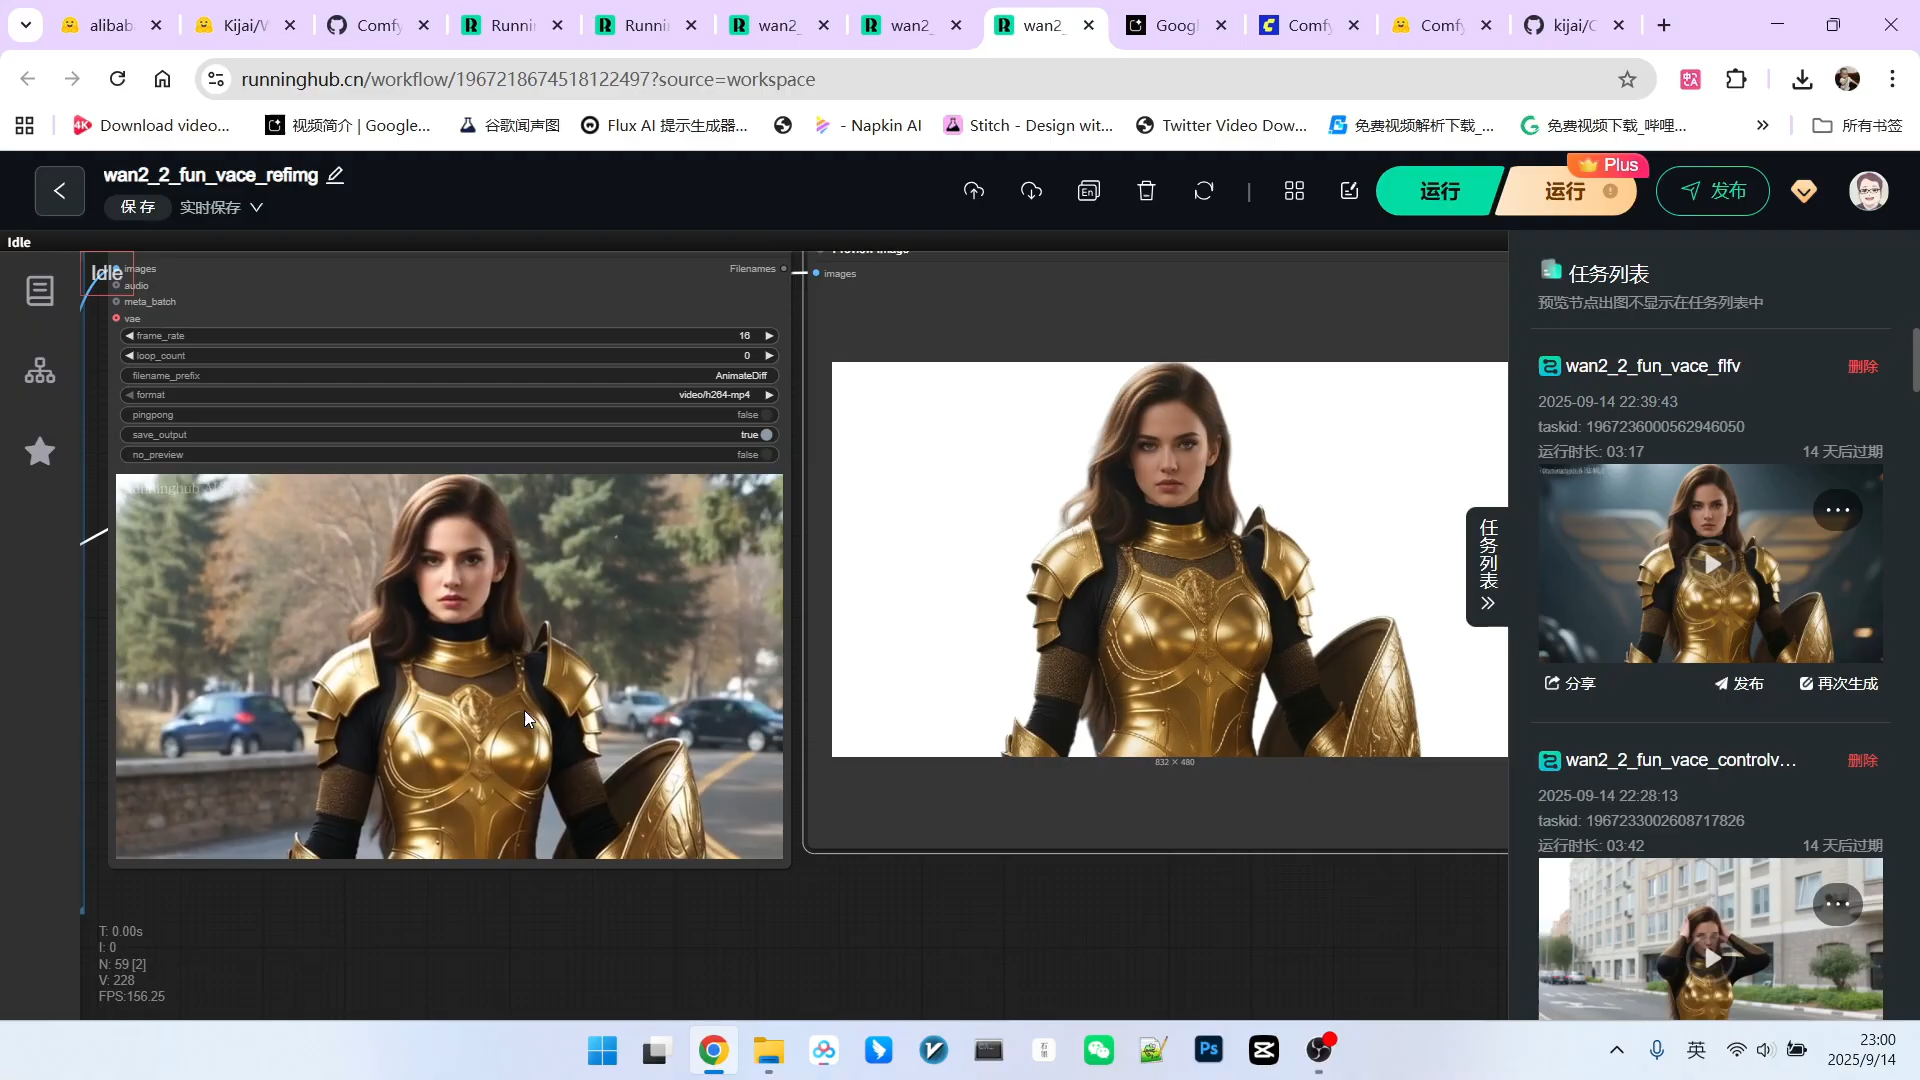 alibab
Kijai/W
Comfy
Runnin
Runnin
wan2_
wan2_
wan2_
Googl
Comfy
Comfy
kijai/C
runninghub.cn/workflow/1967218674518122497?source=workspace
Download video...
视频简介 | Google...
谷歌闻声图
Flux AI 提示生成器...
- Napkin AI
Stitch - Design wit...
Twitter Video Dow...
免费视频解析下载_...
免费视频下载_哔哩...
所有书签
wan2_2_fun_vace_refimg
保存
实时保存
En
运行
运行
Plus
发布
Idle
Idle
images
Filenames
audio
meta_batch
vae
frame_rate 16
loop_count 0
filename_prefix AnimateDiff
format video/h264-mp4
pingpong false
save_output true
no_preview false
images
832 × 480
任务列表
任务列表
预览节点出图不显示在任务列表中
wan2_2_fun_vace_flfv
删除
2025-09-14 22:39:43
taskid: 1967236000562946050
运行时长: 03:17
14 天后过期
分享
发布
再次生成
wan2_2_fun_vace_controlv...
删除
2025-09-14 22:28:13
taskid: 1967233002608717826
运行时长: 03:42
14 天后过期
T: 0.00s
I: 0
N: 59 [2]
V: 228
FPS:156.25
Ps
英
23:00
2025/9/14